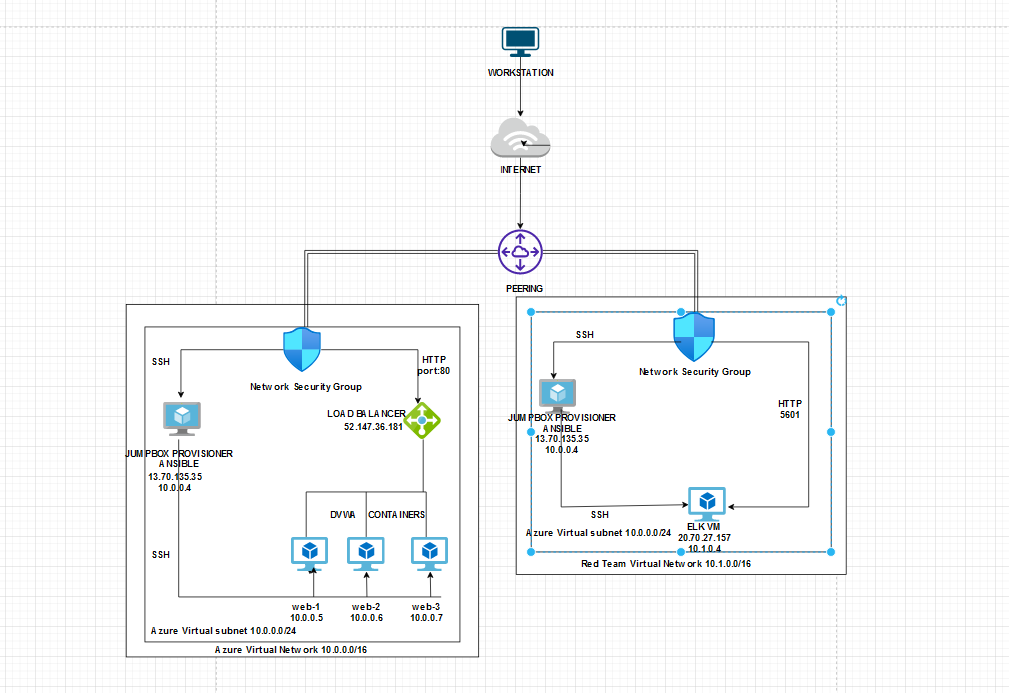 WORKSTATION
INTERNET
PEERING
SSH
Network Security Group
HTTP
port:80
LOAD BALANCER
52.147.36.181
JUMPBOX PROVISIONER
ANSIBLE
13.70.135.35
10.0.0.4
DVWA
CONTAINERS
SSH
web-1
10.0.0.5
web-2
10.0.0.6
web-3
10.0.0.7
Azure Virtual subnet 10.0.0.0/24
Azure Virtual Network 10.0.0.0/16
SSH
Network Security Group
HTTP
5601
JUMPBOX PROVISIONER
ANSIBLE
13.70.135.35
10.0.0.4
SSH
ELK VM
20.70.27.157
10.1.0.4
Azure Virtual subnet 10.0.0.0/24
Red Team Virtual Network 10.1.0.0/16